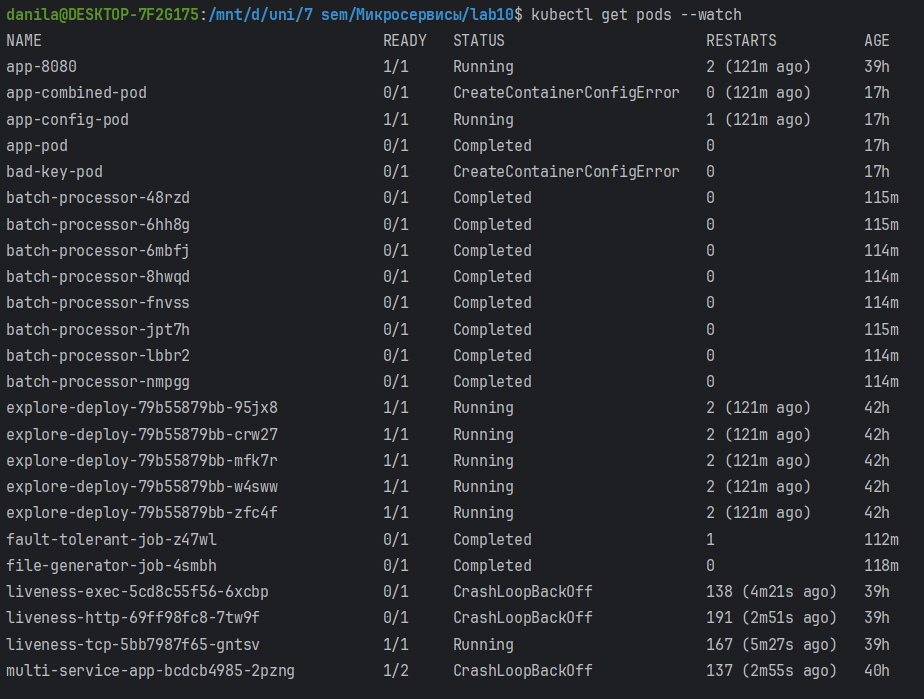 danila@DESKTOP-7F2G175:/mnt/d/uni/7 sem/Микросервисы/lab10$ kubectl get pods --watch
NAME READY STATUS RESTARTS AGE
app-8080 1/1 Running 2 (121m ago) 39h
app-combined-pod 0/1 CreateContainerConfigError 0 (121m ago) 17h
app-config-pod 1/1 Running 1 (121m ago) 17h
app-pod 0/1 Completed 0 17h
bad-key-pod 0/1 CreateContainerConfigError 0 17h
batch-processor-48rzd 0/1 Completed 0 115m
batch-processor-6hh8g 0/1 Completed 0 115m
batch-processor-6mbfj 0/1 Completed 0 114m
batch-processor-8hwqd 0/1 Completed 0 114m
batch-processor-fnvss 0/1 Completed 0 114m
batch-processor-jpt7h 0/1 Completed 0 115m
batch-processor-lbbr2 0/1 Completed 0 114m
batch-processor-nmpgg 0/1 Completed 0 114m
explore-deploy-79b55879bb-95jx8 1/1 Running 2 (121m ago) 42h
explore-deploy-79b55879bb-crw27 1/1 Running 2 (121m ago) 42h
explore-deploy-79b55879bb-mfk7r 1/1 Running 2 (121m ago) 42h
explore-deploy-79b55879bb-w4sww 1/1 Running 2 (121m ago) 42h
explore-deploy-79b55879bb-zfc4f 1/1 Running 2 (121m ago) 42h
fault-tolerant-job-z47wl 0/1 Completed 1 112m
file-generator-job-4smbh 0/1 Completed 0 118m
liveness-exec-5cd8c55f56-6xcbp 0/1 CrashLoopBackOff 138 (4m21s ago) 39h
liveness-http-69ff98fc8-7tw9f 0/1 CrashLoopBackOff 191 (2m51s ago) 39h
liveness-tcp-5bb7987f65-gntsv 1/1 Running 167 (5m27s ago) 39h
multi-service-app-bcdcb4985-2pzng 1/2 CrashLoopBackOff 137 (2m55s ago) 40h